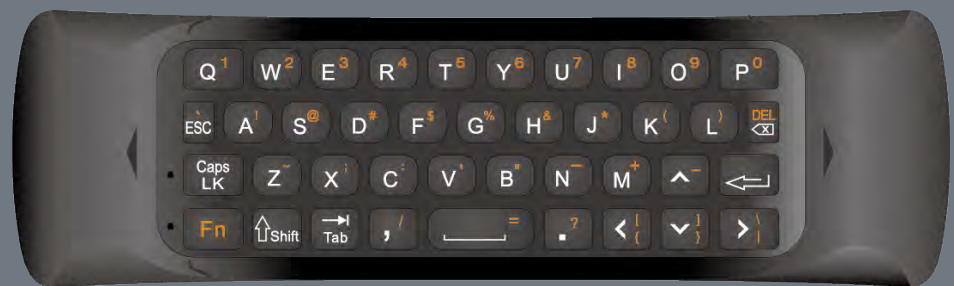 Q 1 W 2 E 3 R 4 T 5 Y 6 U 7 I 8 O 9 P 0
ESC ` A ! S @ D # F $ G % H & J * K ( L ) DEL
Caps LK Z ~ X ; C : V ' B " N — M + ^ -
Fn Shift Tab , / = . ? < [ { ⌄ ] } > \ |